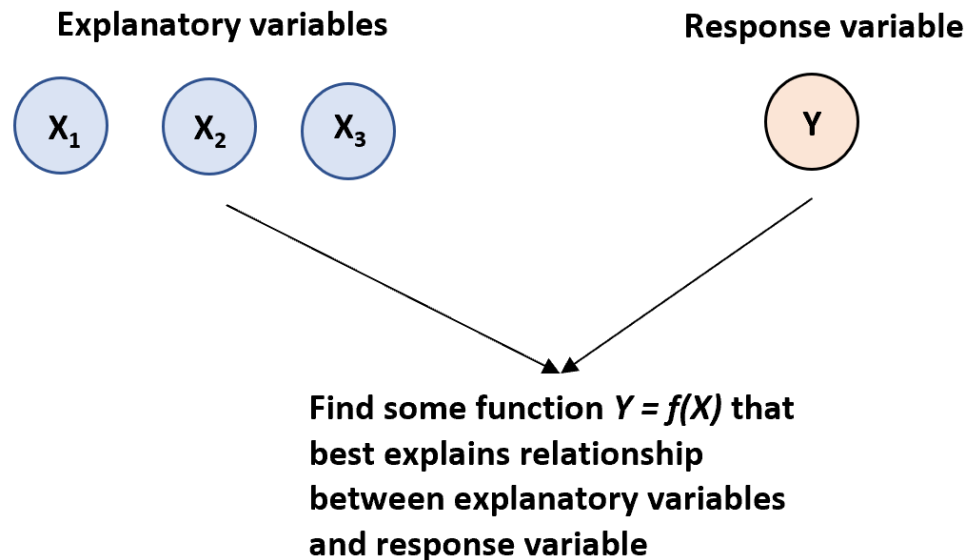 Explanatory variables
Response variable
X₁
X₂
X₃
Y
Find some function Y = f(X) that
best explains relationship
between explanatory variables
and response variable